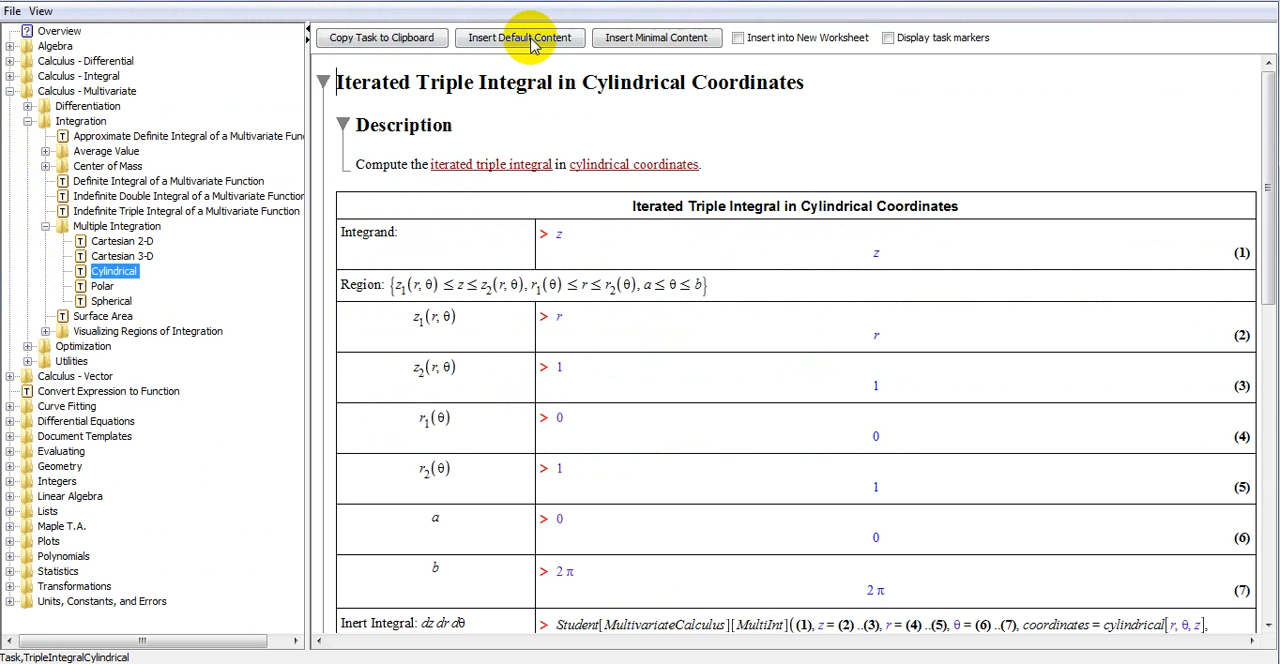 File View
Overview
Algebra
Calculus - Differential
Calculus - Integral
Calculus - Multivariate
Differentiation
Integration
T Approximate Definite Integral of a Multivariate Fun
Average Value
Center of Mass
T Definite Integral of a Multivariate Function
T Indefinite Double Integral of a Multivariate Function
T Indefinite Triple Integral of a Multivariate Function
Multiple Integration
T Cartesian 2-D
T Cartesian 3-D
T Cylindrical
T Polar
T Spherical
T Surface Area
Visualizing Regions of Integration
Optimization
Utilities
Calculus - Vector
T Convert Expression to Function
Curve Fitting
Differential Equations
Document Templates
Evaluating
Geometry
Integers
Linear Algebra
Lists
Maple T.A.
Plots
Polynomials
Statistics
Transformations
Units, Constants, and Errors
Task,TripleIntegralCylindrical
Copy Task to Clipboard Insert Default Content Insert Minimal Content Insert into New Worksheet Display task markers
Iterated Triple Integral in Cylindrical Coordinates
Description
Compute the iterated triple integral in cylindrical coordinates.
Iterated Triple Integral in Cylindrical Coordinates
Integrand: > z
z (1)
Region: {z₁(r, θ) ≤ z ≤ z₂(r, θ), r₁(θ) ≤ r ≤ r₂(θ), a ≤ θ ≤ b}
z₁(r, θ) > r
r (2)
z₂(r, θ) > 1
1 (3)
r₁(θ) > 0
0 (4)
r₂(θ) > 1
1 (5)
a > 0
0 (6)
b > 2 π
2 π (7)
Inert Integral: dz dr dθ > Student[MultivariateCalculus][MultiInt]((1), z = (2) ..(3), r = (4) ..(5), θ = (6) ..(7), coordinates = cylindrical[r, θ, z],